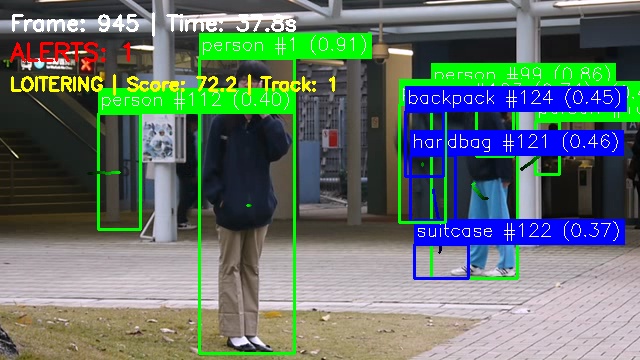 Frame: 945 | Time: 37.8s
ALERTS: 1
person #1 (0.91)
LOITERING | Score: 72.2 | Track: 1
person #99 (0.86)
person #112 (0.40)
backpack #124 (0.45)
handbag #121 (0.46)
suitcase #122 (0.37)